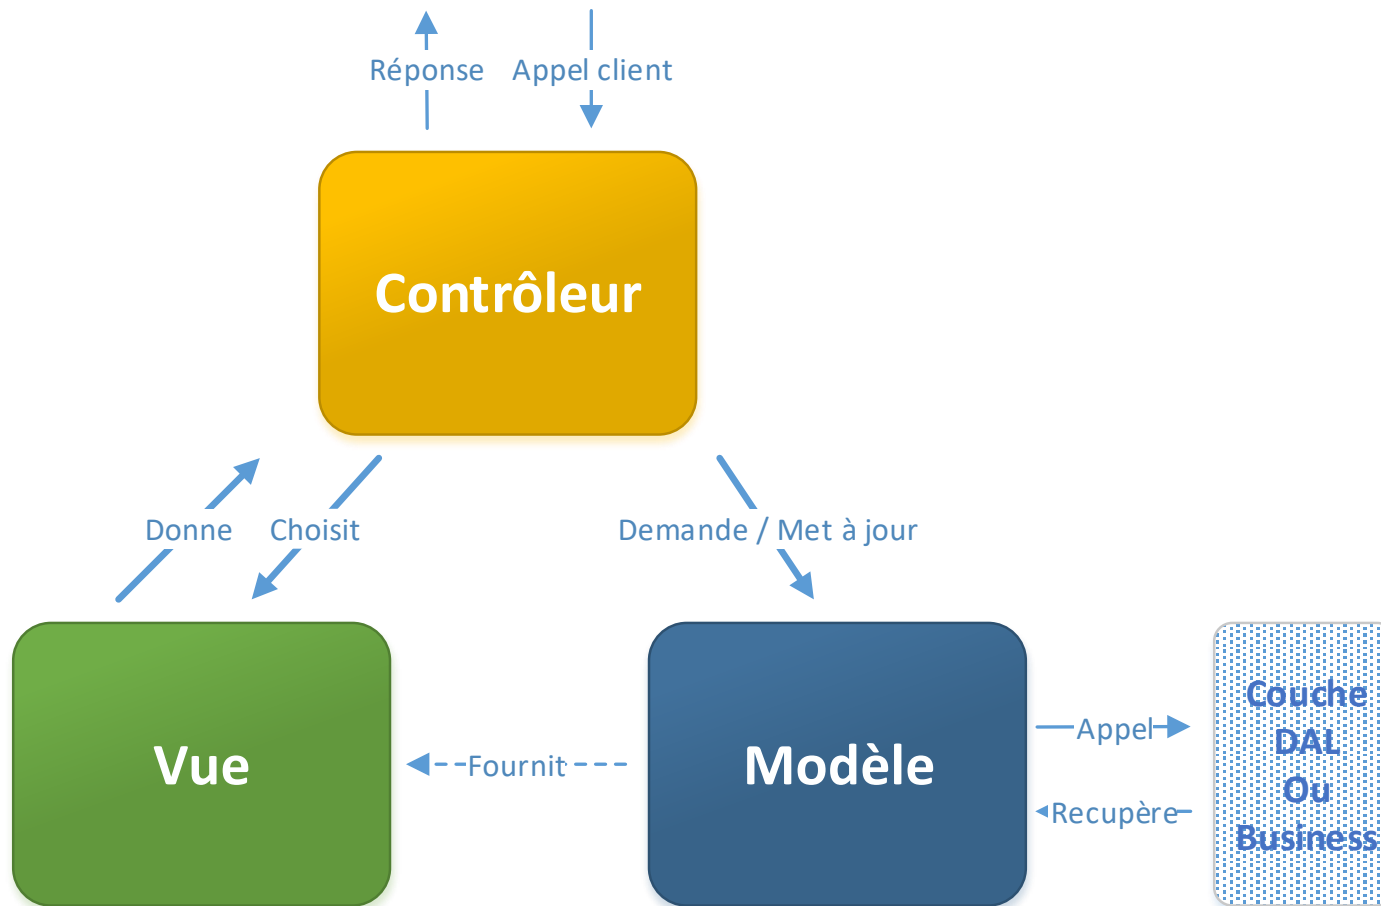 Réponse
Appel client
Contrôleur
Donne
Choisit
Demande / Met à jour
Vue
Fournit
Modèle
Appel
Recupère
Couche
DAL
Ou
Business